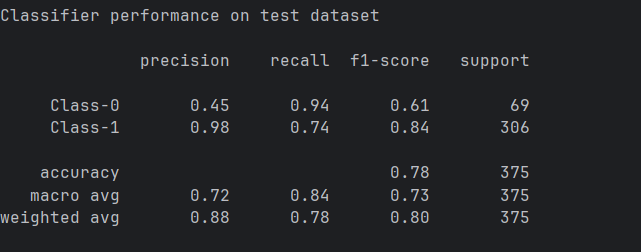 Classifier performance on test dataset
precision recall f1-score support
Class-0 0.45 0.94 0.61 69
Class-1 0.98 0.74 0.84 306
accuracy 0.78 375
macro avg 0.72 0.84 0.73 375
weighted avg 0.88 0.78 0.80 375